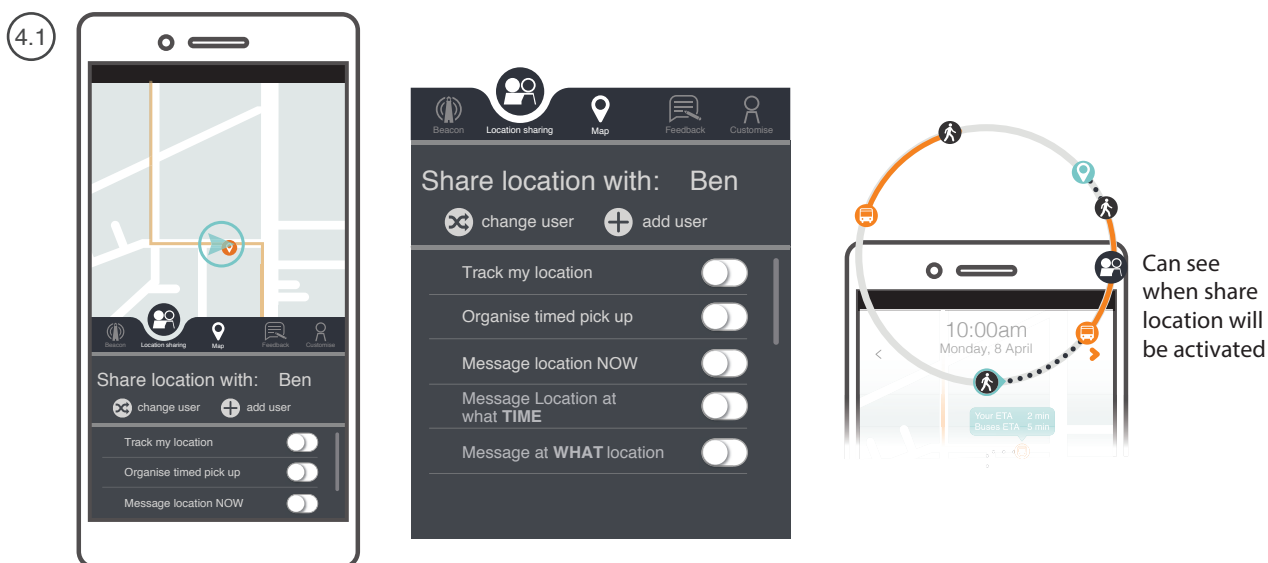 4.1
Beacon
Location sharing
Map
Feedback
Customise
Share location with: Ben
change user
add user
Track my location
Organise timed pick up
Message location NOW
Beacon
Location sharing
Map
Feedback
Customise
Share location with: Ben
change user
add user
Track my location
Organise timed pick up
Message location NOW
Message Location at
what TIME
Message at WHAT location
10:00am
Monday, 8 April
Your ETA 2 min
Buses ETA 5 min
Can see
when share
location will
be activated